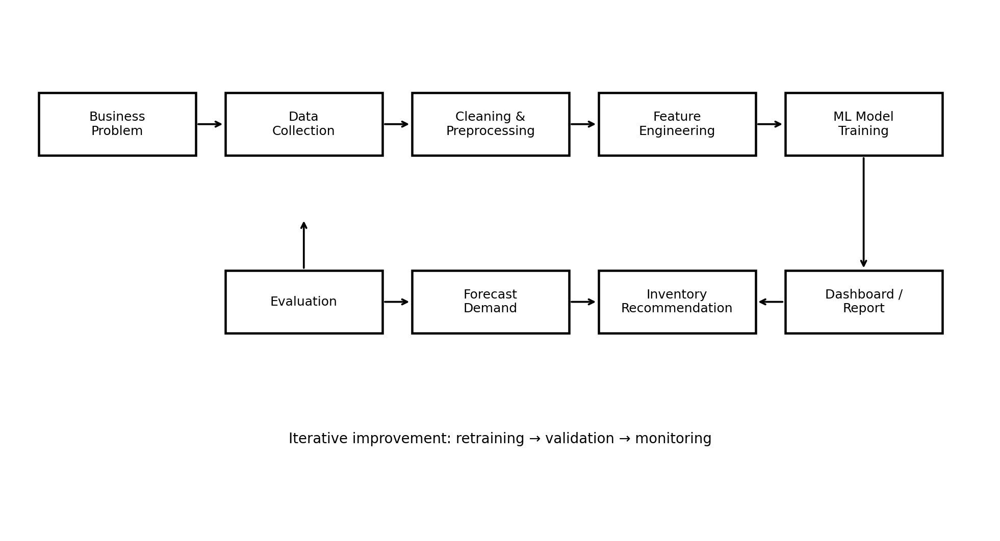 Business
Problem
Data
Collection
Cleaning &
Preprocessing
Feature
Engineering
ML Model
Training
Evaluation
Forecast
Demand
Inventory
Recommendation
Dashboard /
Report
Iterative improvement: retraining → validation → monitoring